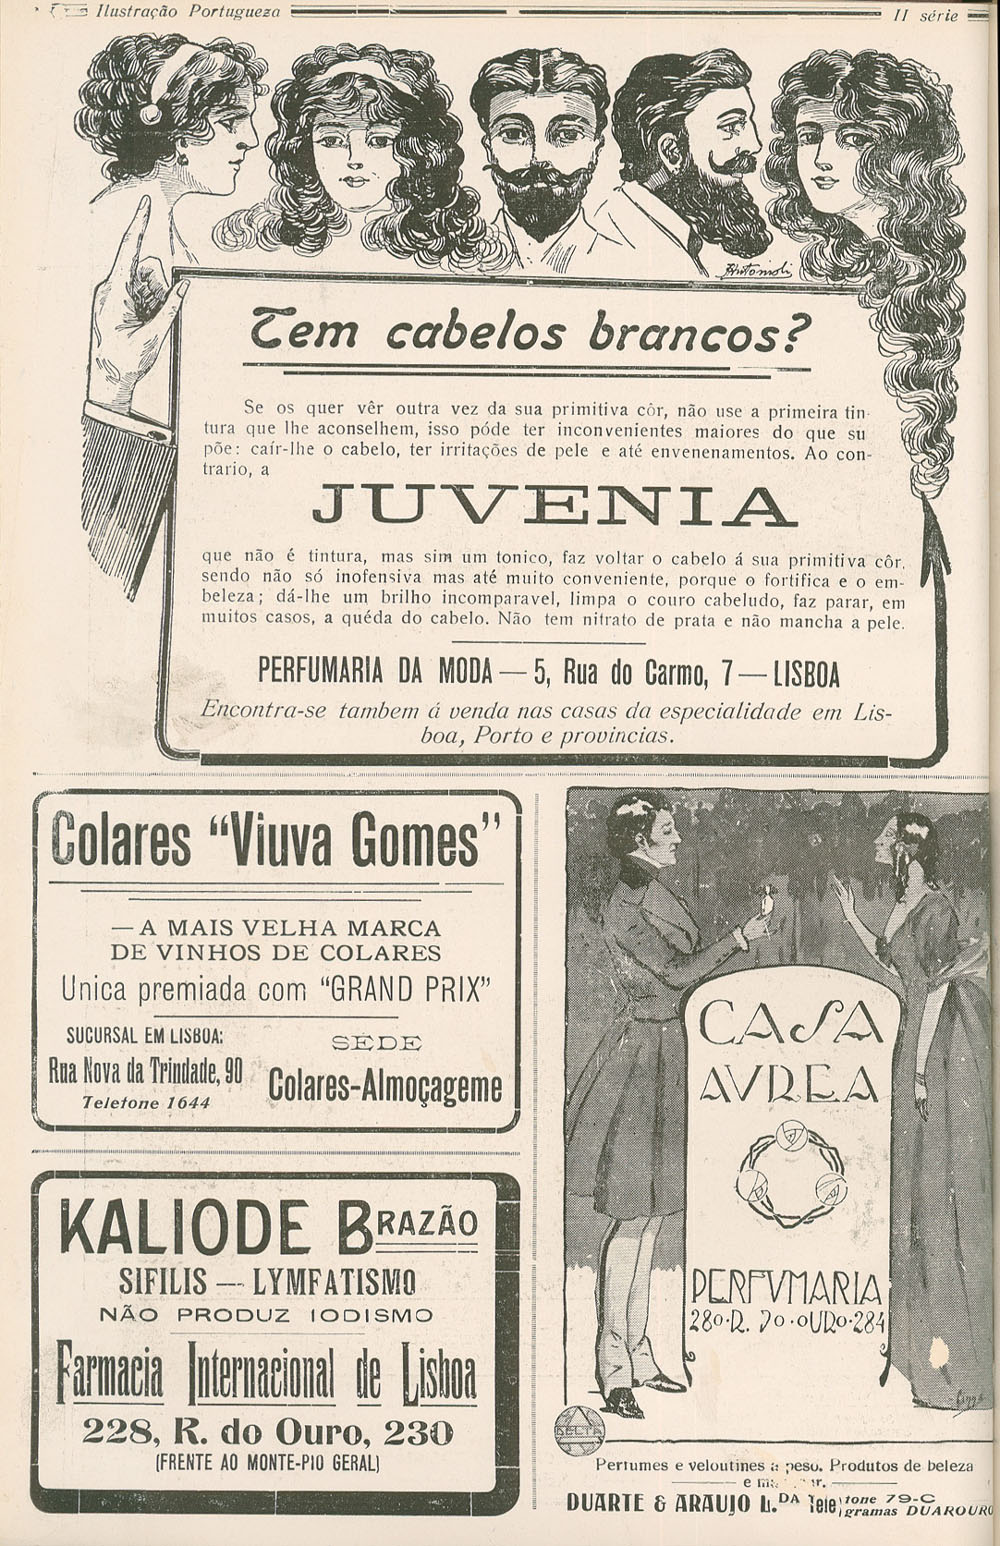 Ilustração Portugueza
II série
Antonioli
Tem cabelos brancos?
Se os quer vêr outra vez da sua primitiva côr, não use a primeira tin-
tura que lhe aconselhem, isso póde ter inconvenientes maiores do que su
põe: caír-lhe o cabelo, ter irritações de pele e até envenenamentos. Ao con-
trario, a
JUVENIA
que não é tintura, mas sim um tonico, faz voltar o cabelo á sua primitiva côr,
sendo não só inofensiva mas até muito conveniente, porque o fortifica e o em-
beleza; dá-lhe um brilho incomparavel, limpa o couro cabeludo, faz parar, em
muitos casos, a quéda do cabelo. Não tem nitrato de prata e não mancha a pele.
PERFUMARIA DA MODA — 5, Rua do Carmo, 7 — LISBOA
Encontra-se tambem á venda nas casas da especialidade em Lis-
boa, Porto e provincias.
Colares "Viuva Gomes"
— A MAIS VELHA MARCA
DE VINHOS DE COLARES
Unica premiada com "GRAND PRIX"
SUCURSAL EM LISBOA:
Rua Nova da Trindade, 90
Telefone 1644
SÉDE
Colares-Almoçageme
KALIODE BRAZÃO
SIFILIS — LYMFATISMO
NÃO PRODUZ IODISMO
Farmacia Internacional de Lisboa
228, R. do Ouro, 230
(FRENTE AO MONTE-PIO GERAL)
CASA
AVREA
PERFVMARIA
280·R. DO·OURO·284
DELTA
Perfumes e veloutines a peso. Produtos de beleza
e
DUARTE & ARAUJO L.DA Tele fone 79-C
gramas DUAROURO